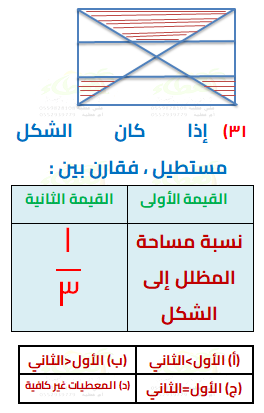 ٣١) إذا كان الشكل
مستطيل ، فقارن بين :
القيمة الأولى القيمة الثانية
نسبة مساحة
المظلل إلى
الشكل
١
٣
(أ) الأول>الثاني (ب) الأول<الثاني
(ج) الأول=الثاني (د) المعطيات غير كافية